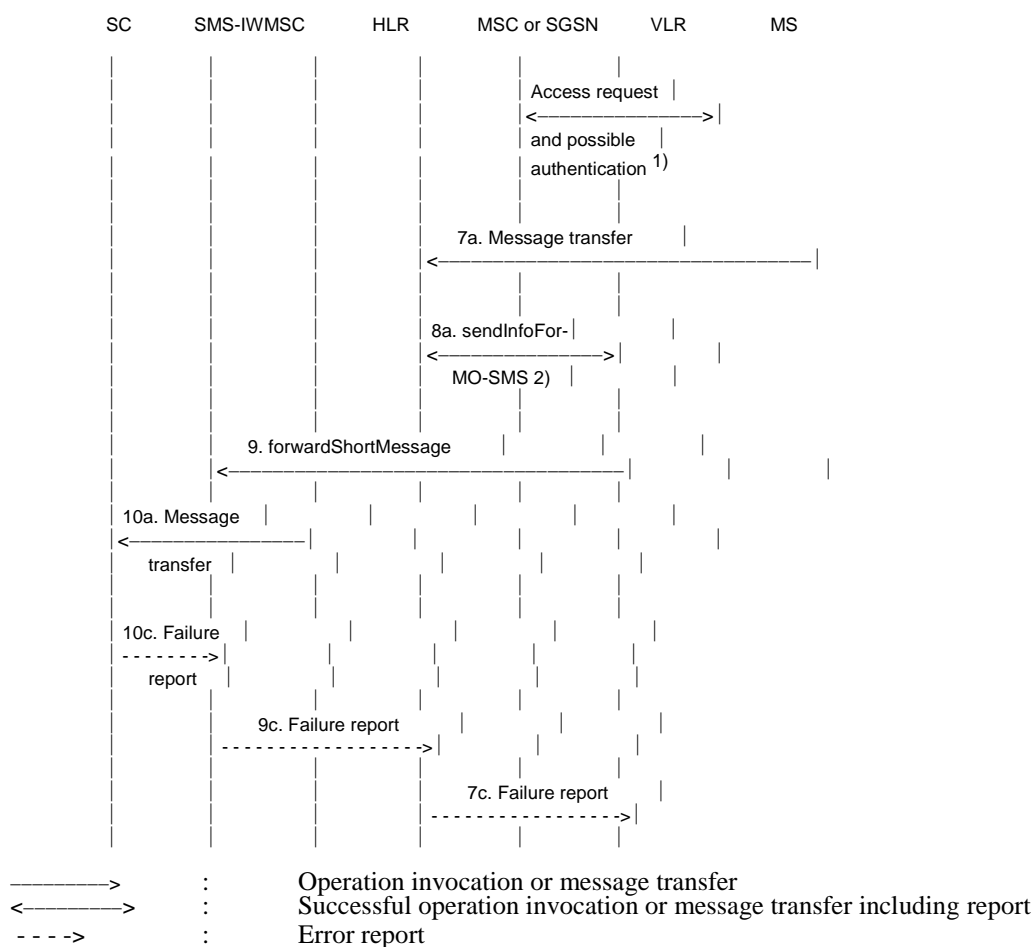 SC SMS-IWMSC HLR MSC or SGSN VLR MS
Access request
and possible
authentication 1)
7a. Message transfer
8a. sendInfoFor-
MO-SMS 2)
9. forwardShortMessage
10a. Message
transfer
10c. Failure
report
9c. Failure report
7c. Failure report
: Operation invocation or message transfer
: Successful operation invocation or message transfer including report
: Error report